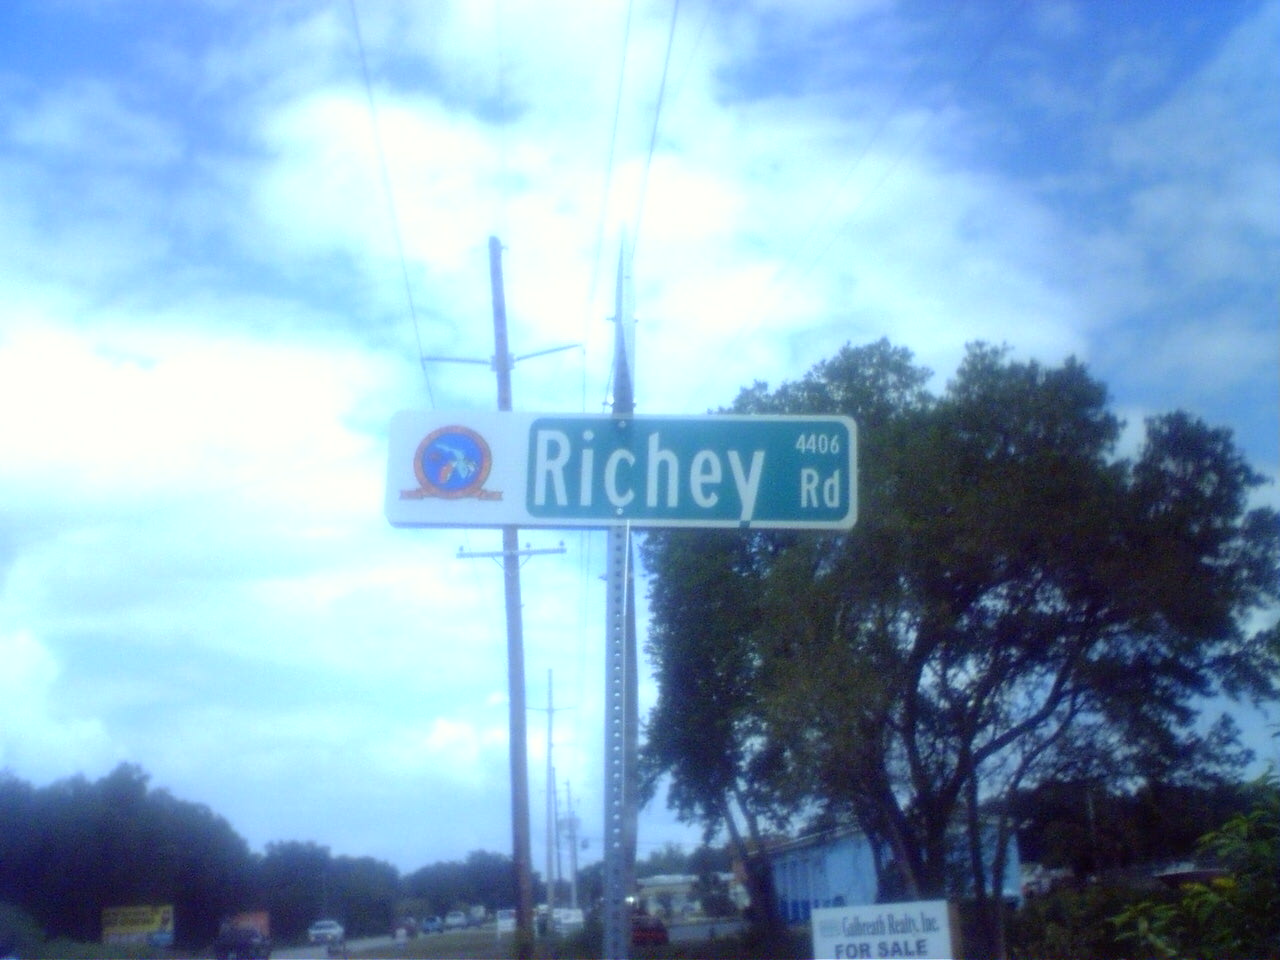 Richey
4406
Rd
Galbreath Realty, Inc.
FOR SALE